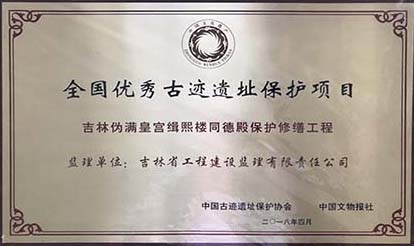 全国优秀古迹遗址保护项目
吉林伪满皇宫缉熙楼同德殿保护修缮工程
监理单位：吉林省工程建设监理有限责任公司
中国古迹遗址保护协会 中国文物报社
二〇一八年四月